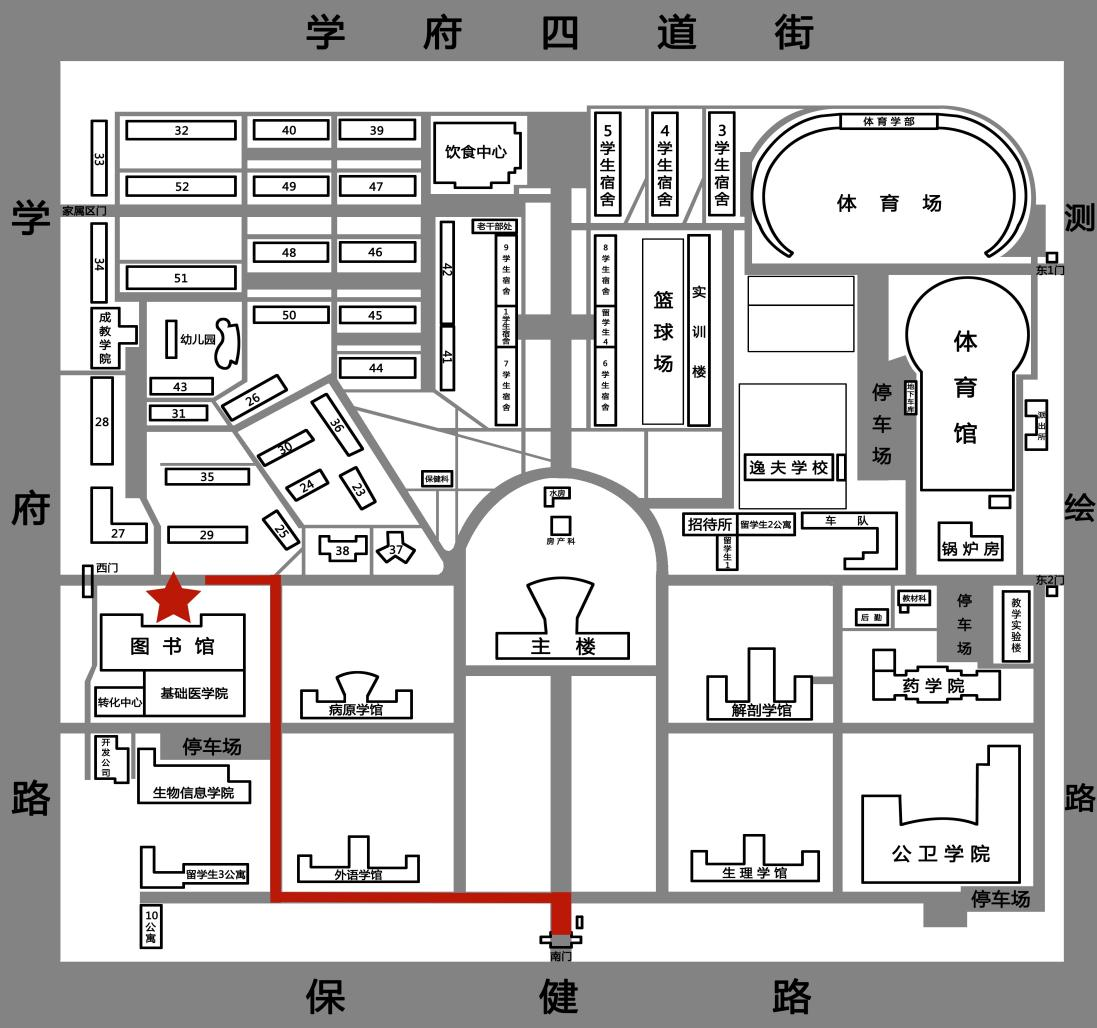 学府四道街
学府路
测绘路
保健路
32
40
39
33
饮食中心
5学生宿舍
4学生宿舍
3学生宿舍
体育学部
体育场
52
49
47
家属区门
34
48
46
51
50
45
44
42
41
老干部处
9学生宿舍
1学生宿舍
7学生宿舍
8学生宿舍
留学生4
6学生宿舍
篮球场
实训楼
东1门
体育馆
停车场
地下车库
派出所
成教学院
幼儿园
43
31
26
28
36
30
24
23
35
29
25
27
38
37
保健科
水房
房产科
逸夫学校
招待所
留学生2公寓
留学生1
车队
锅炉房
西门
东2门
图书馆
基础医学院
转化中心
主楼
病原学馆
解剖学馆
后勤
教材科
停车场
教学实验楼
药学院
开发公司
停车场
生物信息学院
留学生3公寓
外语学馆
生理学馆
公卫学院
停车场
10公寓
南门